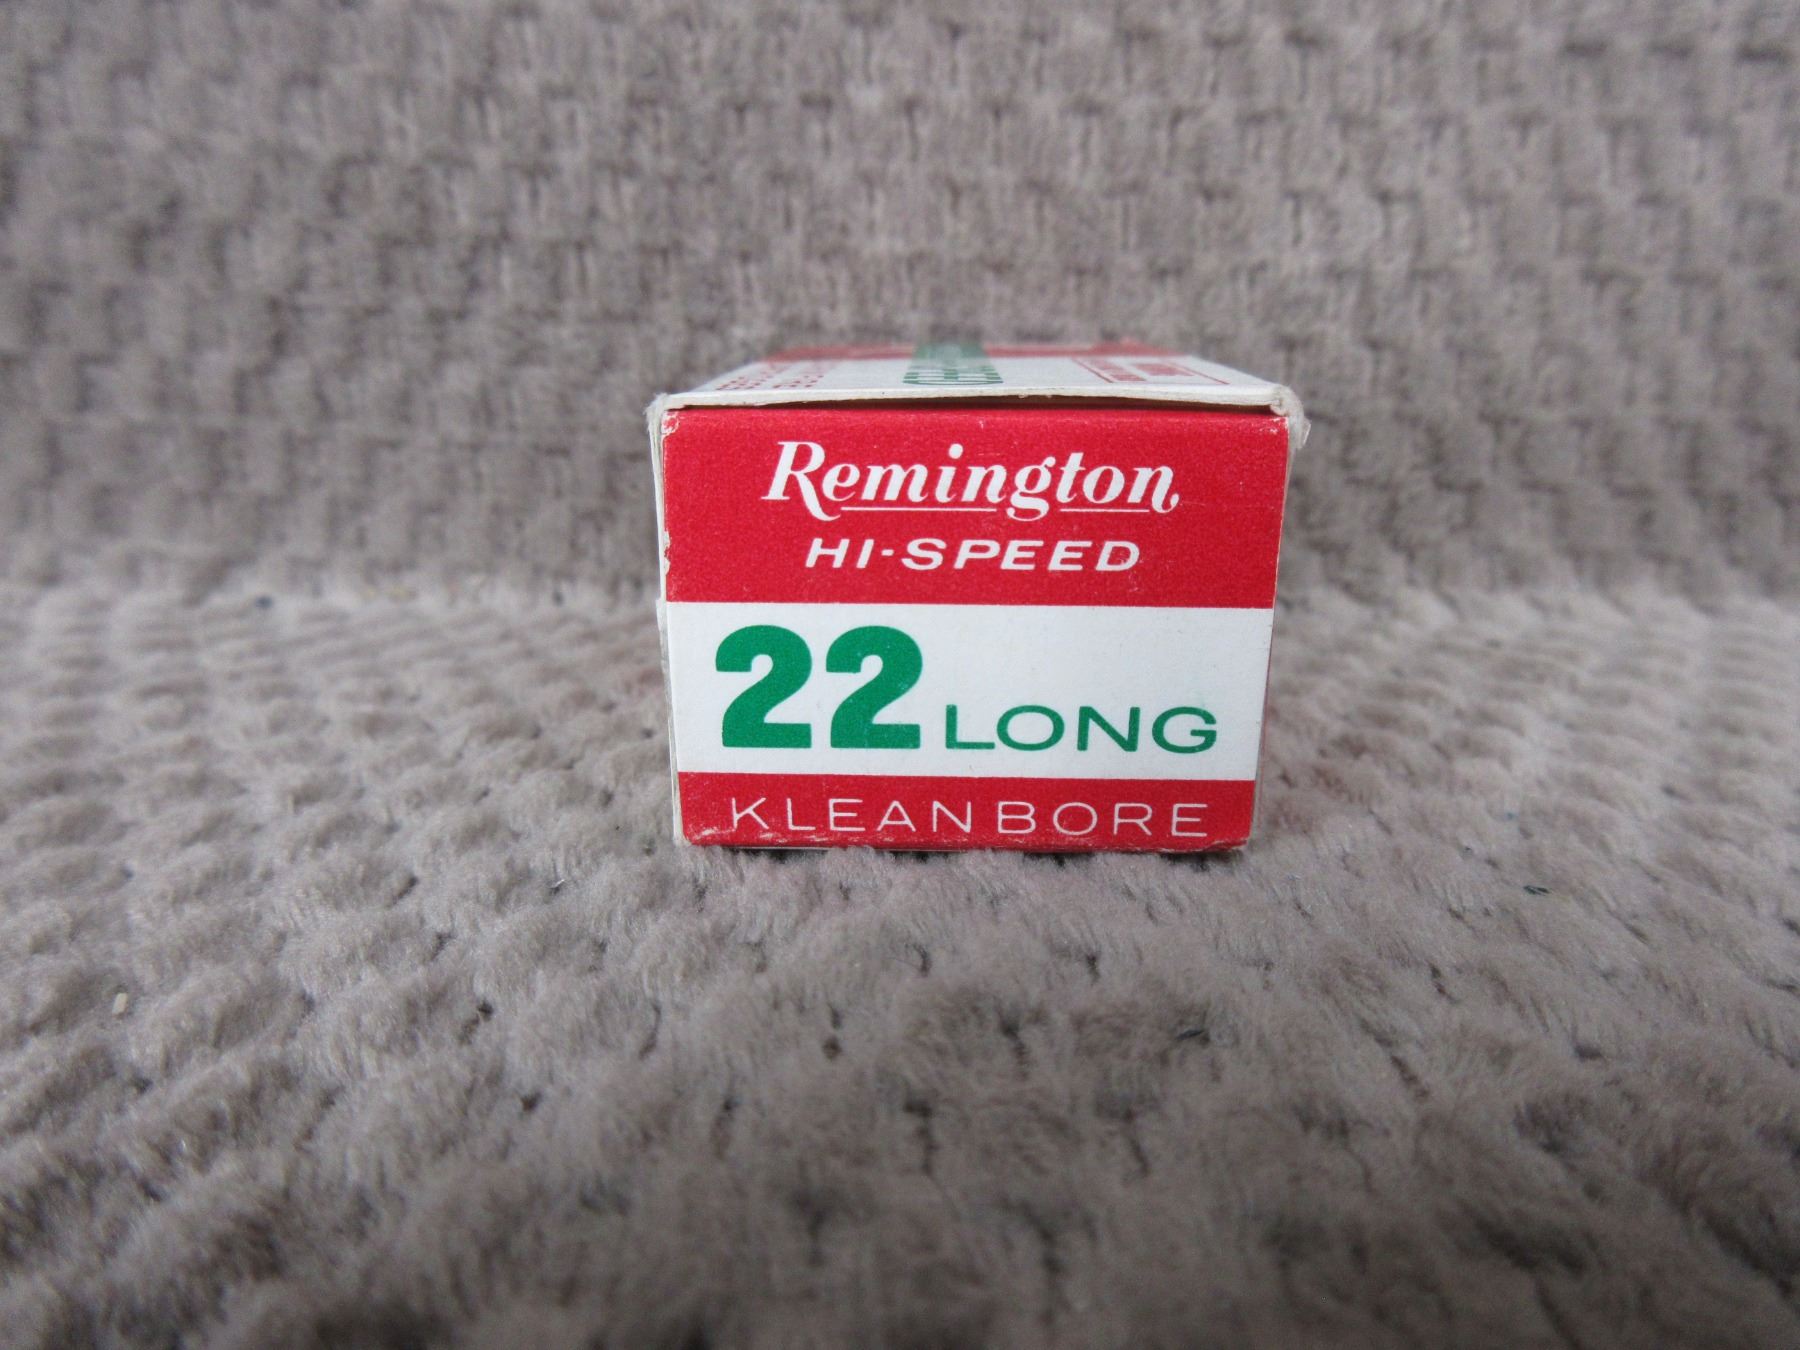 Remington
HI-SPEED
22 LONG
KLEANBORE